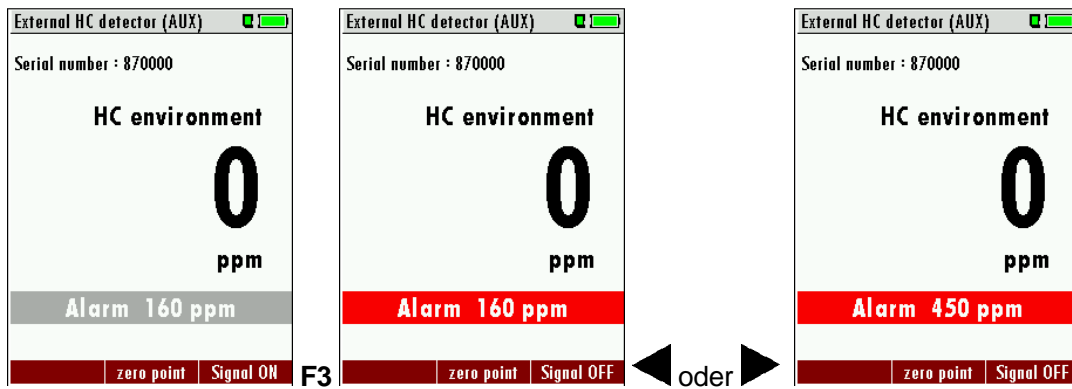 External HC detector (AUX)
Serial number : 870000
HC environment
0
ppm
Alarm 160 ppm
zero point Signal ON
F3
External HC detector (AUX)
Serial number : 870000
HC environment
0
ppm
Alarm 160 ppm
zero point Signal OFF
oder
External HC detector (AUX)
Serial number : 870000
HC environment
0
ppm
Alarm 450 ppm
zero point Signal OFF